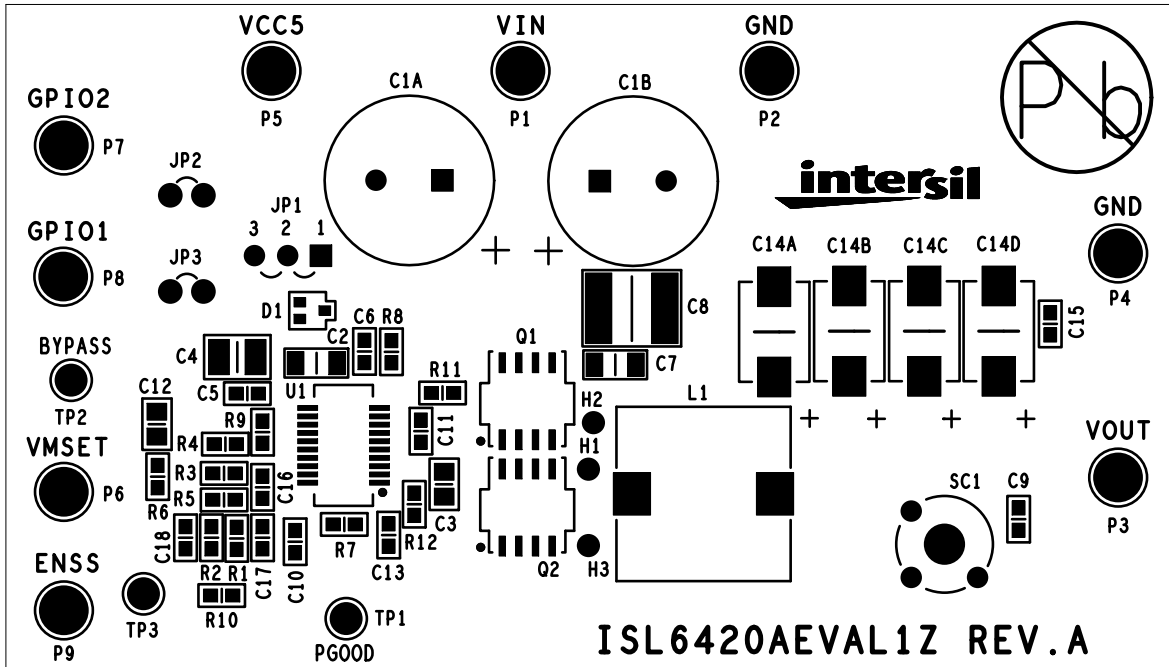 VCC5 VIN GND
C1A C1B
P5 P1 P2
Pb
GPIO2
P7
JP2
intersil
GND
JP1
3 2 1
GPIO1
P8
JP3
C14A C14B C14C C14D
P4
D1
C6 R8
C8
C15
C2
Q1
BYPASS
C4
C7
TP2
C12
C5
U1
R11
L1
H2
R9
C11
R4
H1
VMSET
VOUT
P6
R3
C16
R5
SC1 C9
R6
C3
P3
C18
R7
R12
ENSS
R2 R1 C17 C10
C13
Q2
H3
R10
P9
TP3
TP1
PGOOD
ISL6420AEVAL1Z REV.A